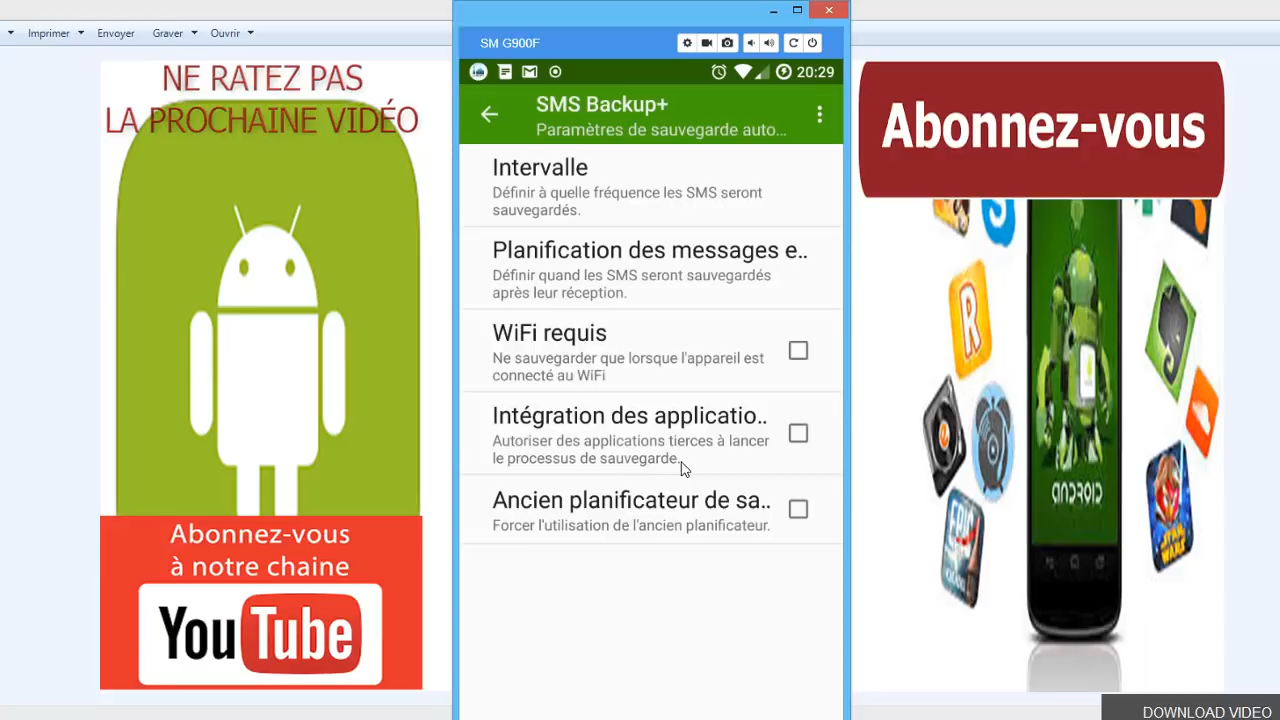 Imprimer
Envoyer
Graver
Ouvrir
NE RATEZ PAS
LA PROCHAINE VIDÉO
Abonnez-vous
à notre chaine
YouTube
SM G900F
20:29
SMS Backup+
Paramètres de sauvegarde auto...
Intervalle
Définir à quelle fréquence les SMS seront
sauvegardés.
Planification des messages e..
Définir quand les SMS seront sauvegardés
après leur réception.
WiFi requis
Ne sauvegarder que lorsque l'appareil est
connecté au WiFi
Intégration des applicatio..
Autoriser des applications tierces à lancer
le processus de sauvegarde.
Ancien planificateur de sa..
Forcer l'utilisation de l'ancien planificateur.
Abonnez-vous
ANDROID
EPIC
STAR
WARS
DOWNLOAD VIDEO